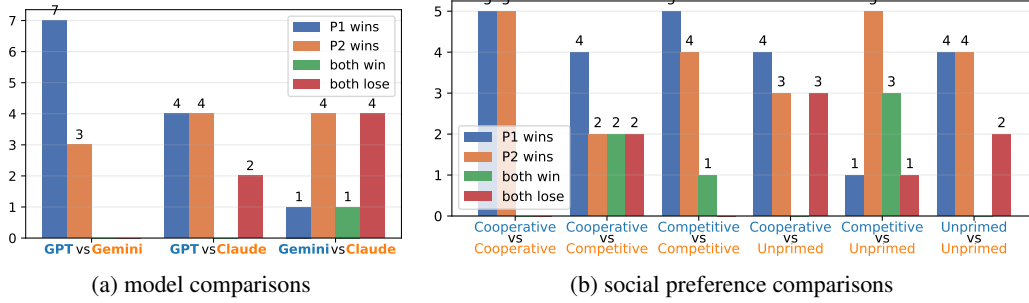 7
7
6
5
4
3
2
1
0
3
4
4
2
1
4
1
4
P1 wins
P2 wins
both win
both lose
GPT vs Gemini
GPT vs Claude
Gemini vs Claude
(a) model comparisons
5
4
3
2
1
0
4
2
2
2
4
1
4
3
3
1
3
1
4
4
2
P1 wins
P2 wins
both win
both lose
Cooperative
vs
Cooperative
Cooperative
vs
Competitive
Competitive
vs
Competitive
Cooperative
vs
Unprimed
Competitive
vs
Unprimed
Unprimed
vs
Unprimed
(b) social preference comparisons